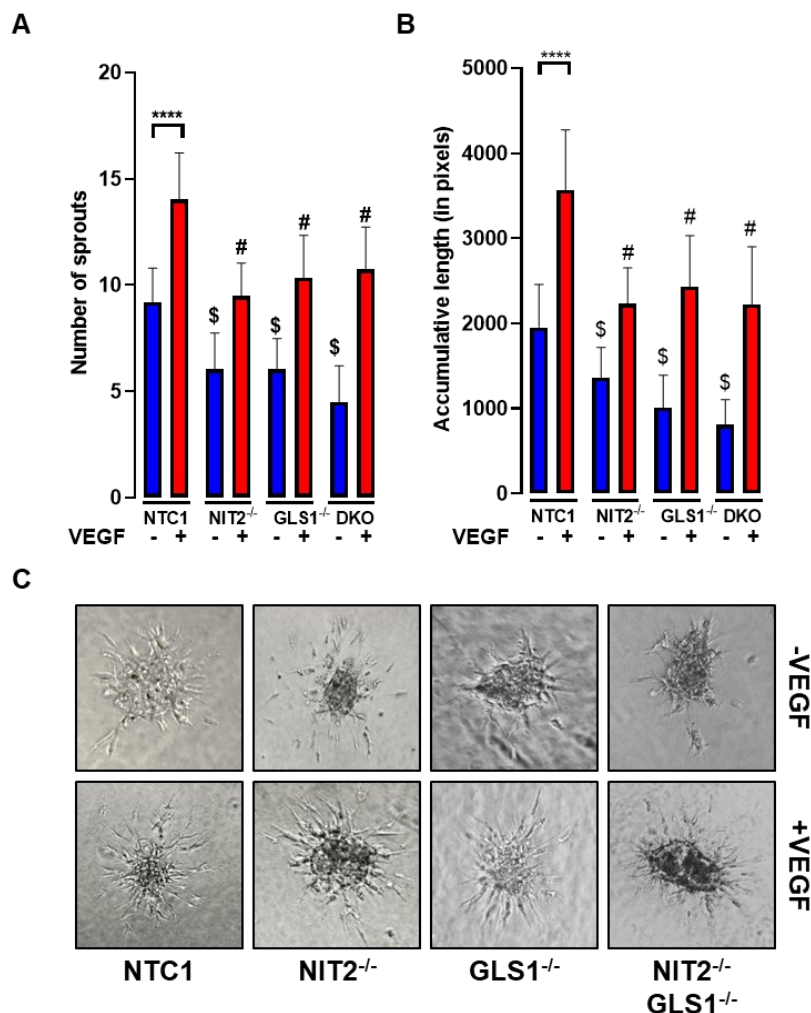 A
20
15
10
5
0
Number of sprouts
****
$
#
$
#
$
#
NTC1 NIT2-/- GLS1-/- DKO
VEGF - + - + - + - +
B
5000
4000
3000
2000
1000
0
Accumulative length (in pixels)
****
$
#
$
#
$
#
NTC1 NIT2-/- GLS1-/- DKO
VEGF - + - + - + - +
C
-VEGF
+VEGF
NTC1 NIT2-/- GLS1-/- NIT2-/-
GLS1-/-